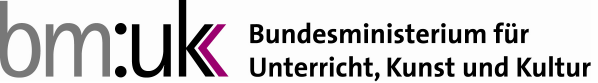 bm:uk Bundesministerium für
Unterricht, Kunst und Kultur